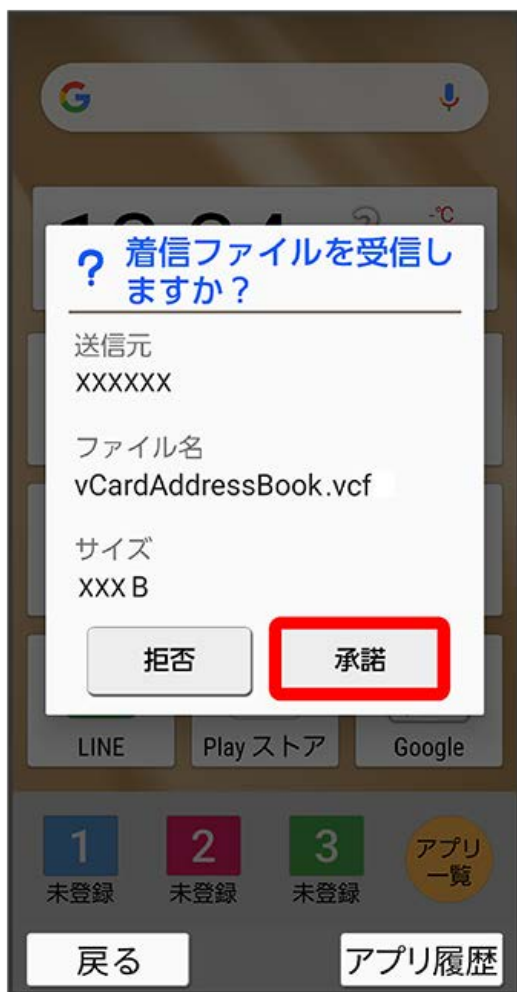 -℃
? 着信ファイルを受信し
ますか？
送信元
XXXXXX
ファイル名
vCardAddressBook.vcf
サイズ
XXX B
拒否
承諾
LINE
Play ストア
Google
1
2
3
アプリ
一覧
未登録
未登録
未登録
戻る
アプリ履歴